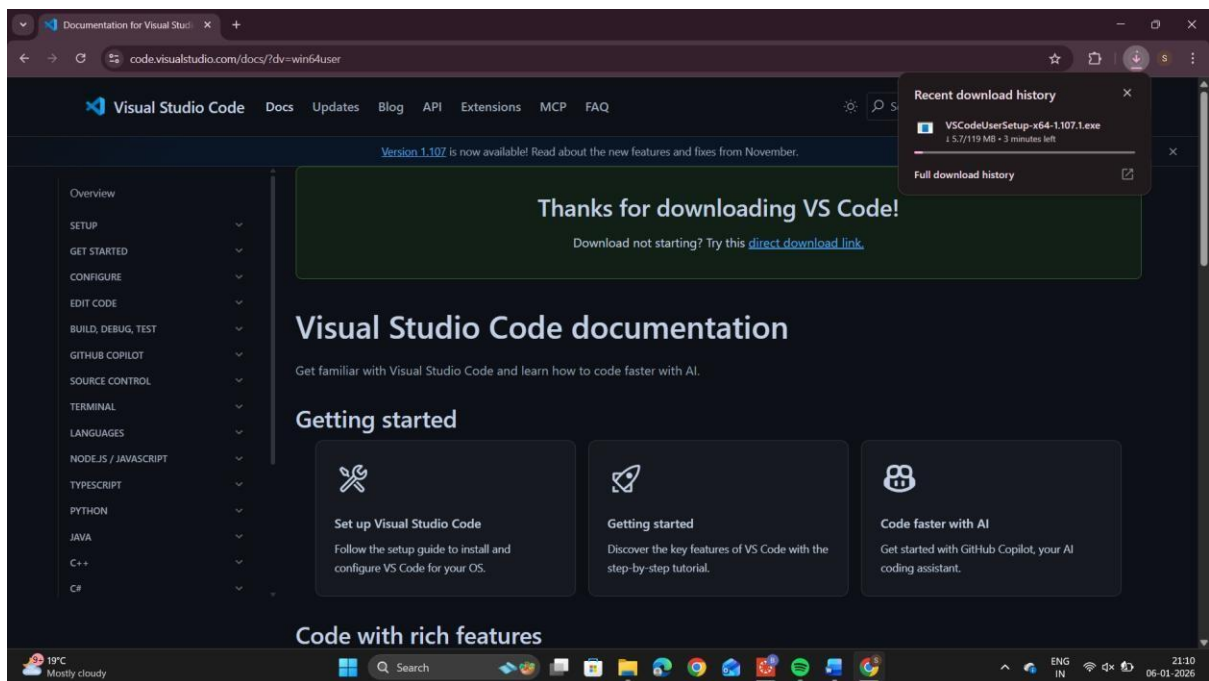 Documentation for Visual Stud
code.visualstudio.com/docs/?dv=win64user
S
Visual Studio Code Docs Updates Blog API Extensions MCP FAQ
Version 1.107 is now available! Read about the new features and fixes from November.
Recent download history
VSCodeUserSetup-x64-1.107.1.exe
↓ 5.7/119 MB • 3 minutes left
Full download history
Overview
SETUP
GET STARTED
CONFIGURE
EDIT CODE
BUILD, DEBUG, TEST
GITHUB COPILOT
SOURCE CONTROL
TERMINAL
LANGUAGES
NODE.JS / JAVASCRIPT
TYPESCRIPT
PYTHON
JAVA
C++
C#
Thanks for downloading VS Code!
Download not starting? Try this direct download link.
Visual Studio Code documentation
Get familiar with Visual Studio Code and learn how to code faster with AI.
Getting started
Set up Visual Studio Code
Follow the setup guide to install and
configure VS Code for your OS.
Getting started
Discover the key features of VS Code with the
step-by-step tutorial.
Code faster with AI
Get started with GitHub Copilot, your AI
coding assistant.
Code with rich features
19°C
Mostly cloudy
Search
ENG
IN
21:10
06-01-2026